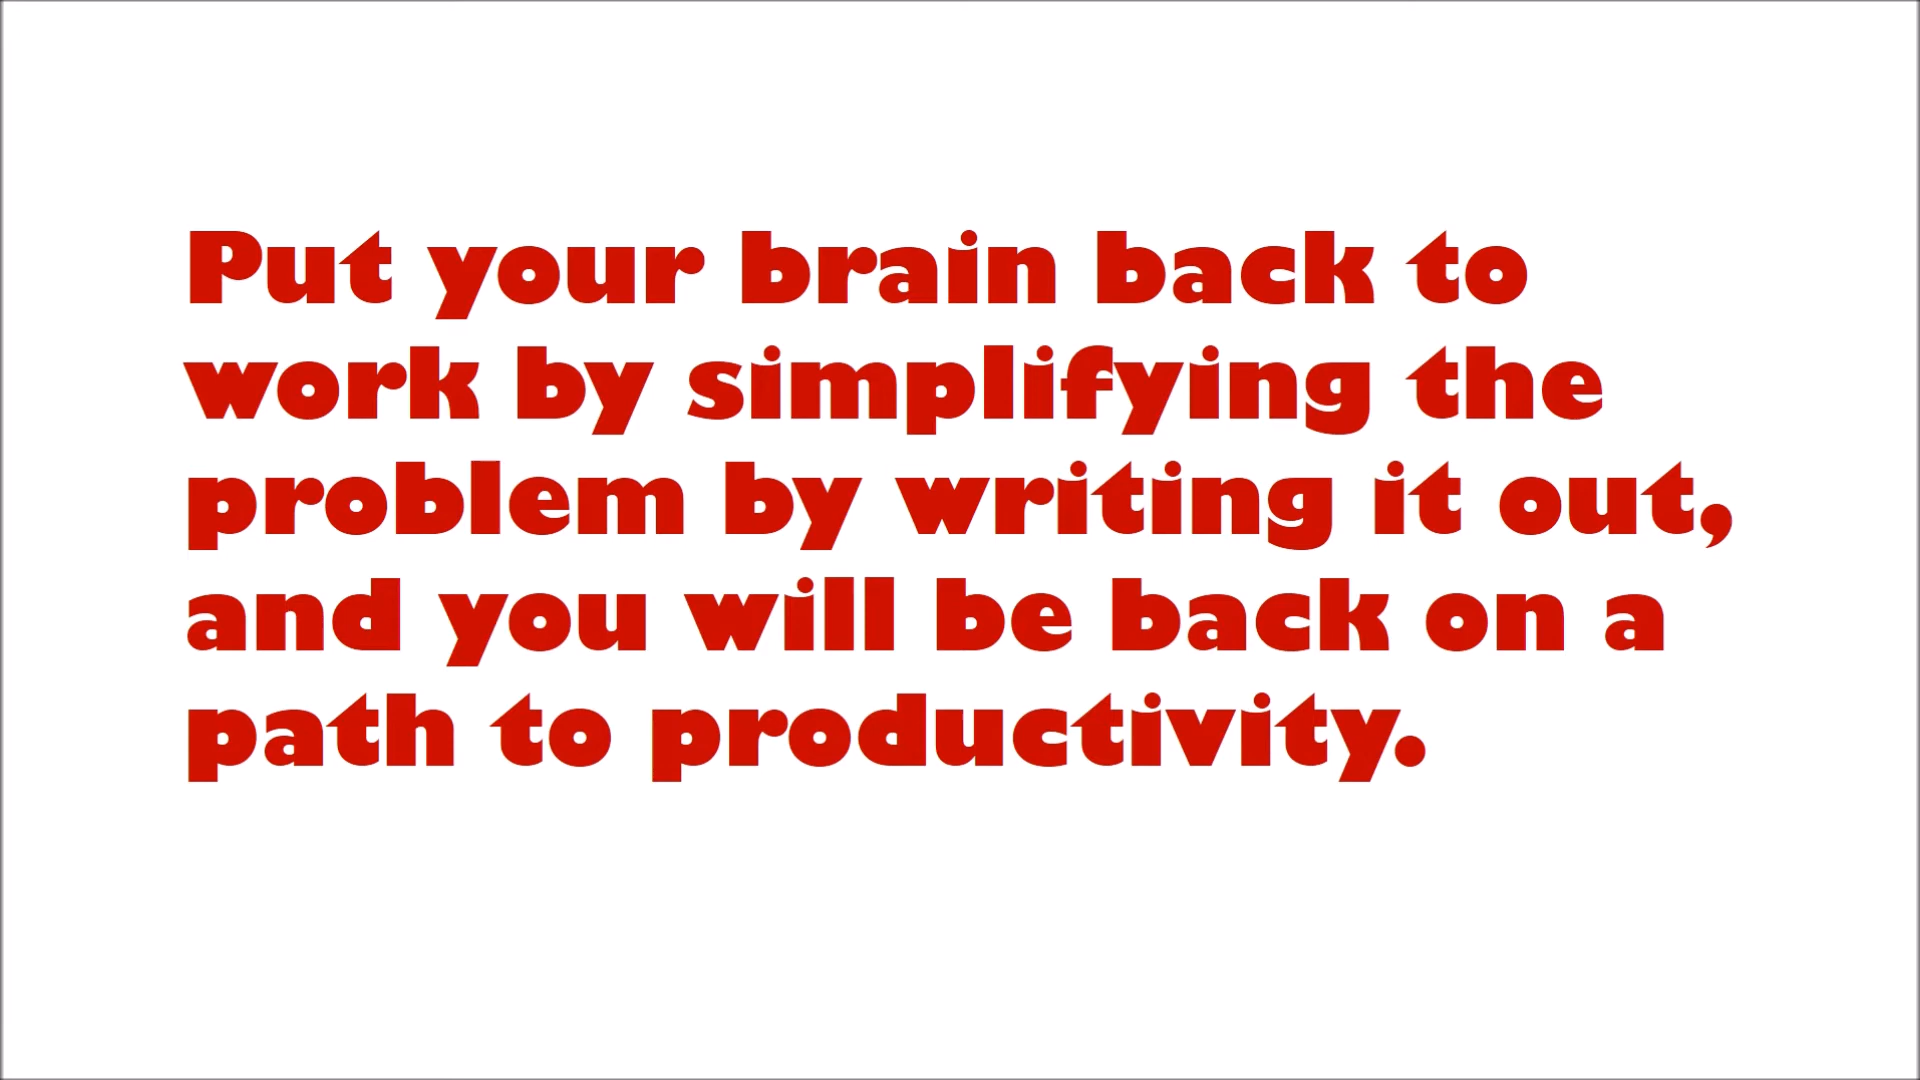 Put your brain back to
work by simplifying the
problem by writing it out,
and you will be back on a
path to productivity.